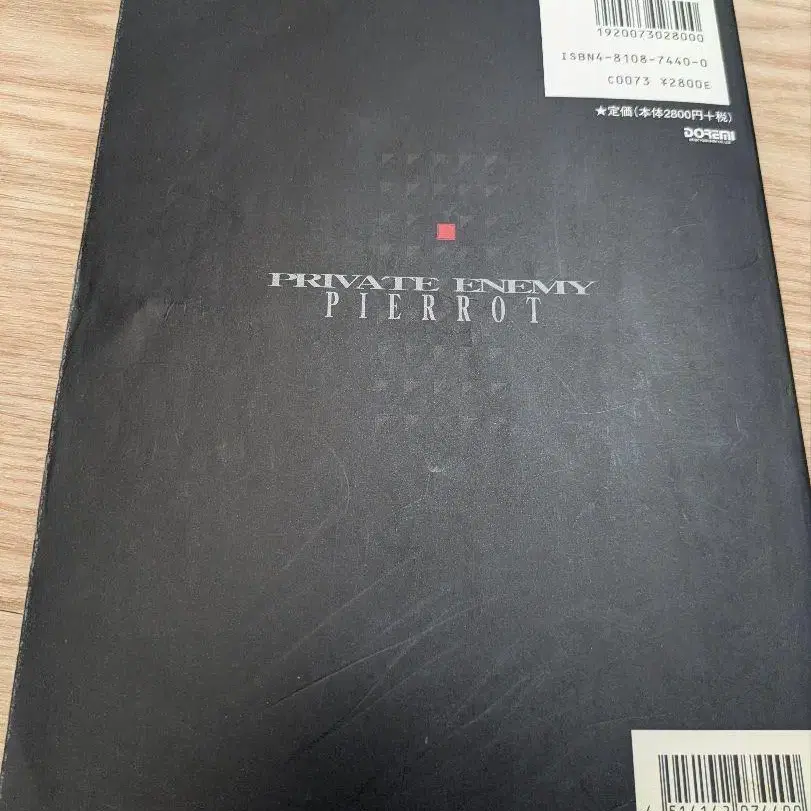 1920073028000
ISBN4-8108-7440-0
C0073 ¥2800E
★定価(本体2800円+税)
DOREMI
PRIVATE ENEMY
PIERROT